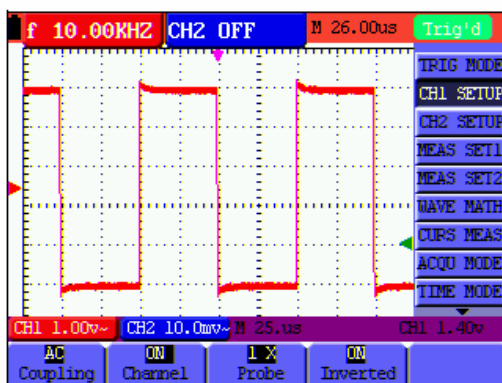 f 10.00KHZ CH2 OFF M 26.00us Trig'd
TRIG MODE
CH1 SETUP
CH2 SETUP
MEAS SET1
MEAS SET2
WAVE MATH
CURS MEAS
ACQU MODE
TIME MODE
CH1 1.00v~ CH2 10.0mv~ M 25.us CH1 1.40v
AC ON 1 X ON
Coupling Channel Probe Inverted